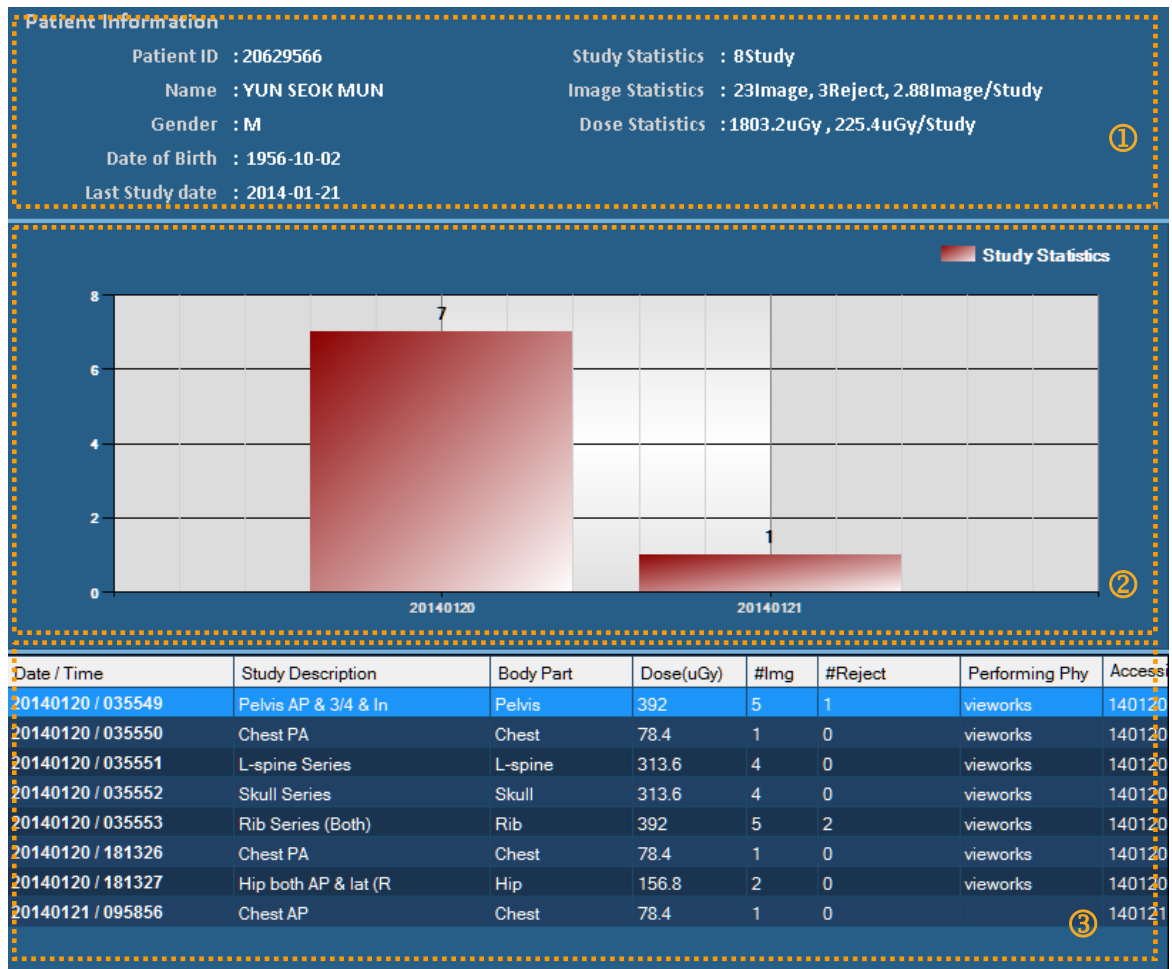 Patient Information
Patient ID : 20629566 Study Statistics : 8Study
Name : YUN SEOK MUN Image Statistics : 23Image, 3Reject, 2.88Image/Study
Gender : M Dose Statistics : 1803.2uGy , 225.4uGy/Study
①
Date of Birth : 1956-10-02
Last Study date : 2014-01-21
Study Statistics
8
7
6
4
2
1
0
②
20140120 20140121
Date / Time Study Description Body Part Dose(uGy) #Img #Reject Performing Phy Accessi
20140120 / 035549 Pelvis AP & 3/4 & In Pelvis 392 5 1 vieworks 140120
20140120 / 035550 Chest PA Chest 78.4 1 0 vieworks 140120
20140120 / 035551 L-spine Series L-spine 313.6 4 0 vieworks 140120
20140120 / 035552 Skull Series Skull 313.6 4 0 vieworks 140120
20140120 / 035553 Rib Series (Both) Rib 392 5 2 vieworks 140120
20140120 / 181326 Chest PA Chest 78.4 1 0 vieworks 140120
20140120 / 181327 Hip both AP & lat (R Hip 156.8 2 0 vieworks 140120
20140121 / 095856 Chest AP Chest 78.4 1 0 140121
③